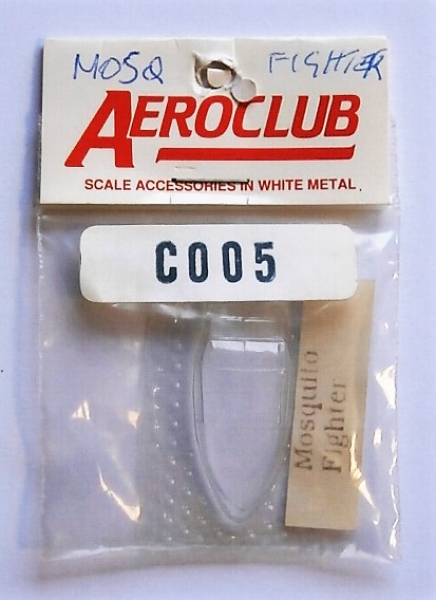 MOSQ FIGHTER
AEROCLUB
SCALE ACCESSORIES IN WHITE METAL
C005
Mosquito
Fighter